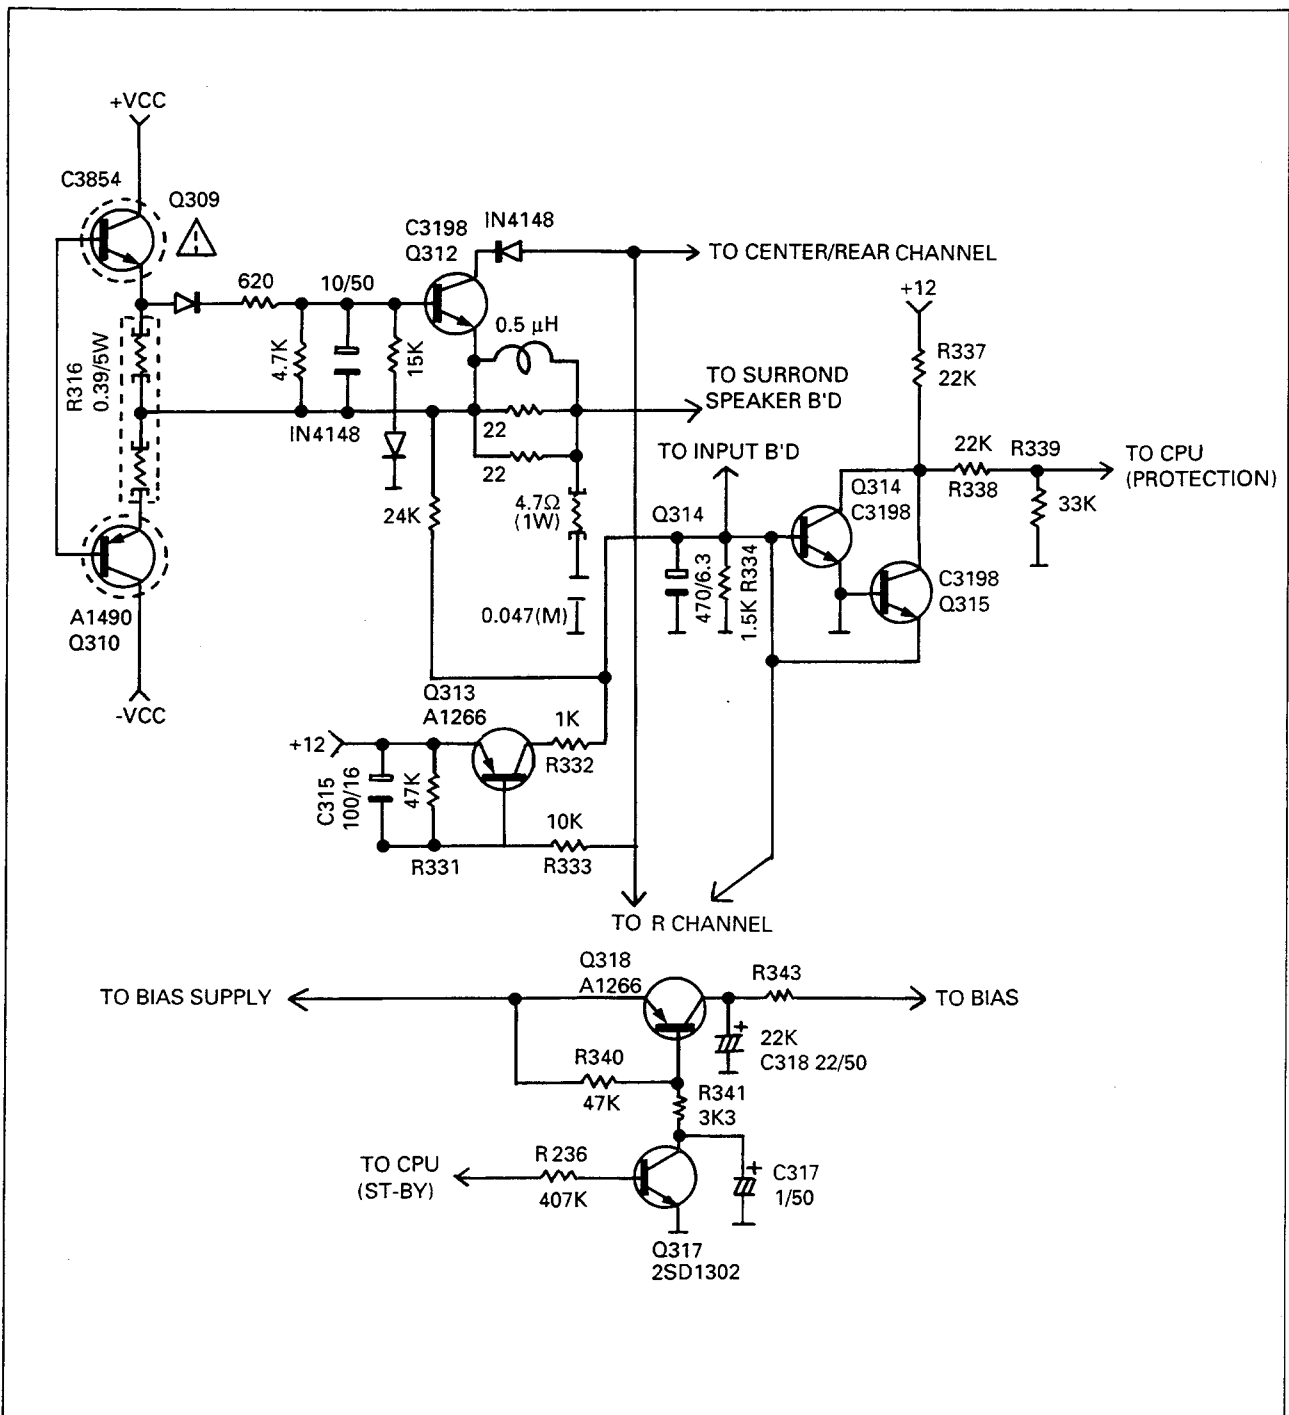 +VCC
C3854
Q309
R316
0.39/5W
A1490
Q310
-VCC
620
10/50
4.7K
15K
IN4148
C3198
Q312
IN4148
0.5 µH
22
22
24K
4.7Ω
(1W)
0.047(M)
TO CENTER/REAR CHANNEL
TO SURROND
SPEAKER B'D
TO INPUT B'D
Q314
470/6.3
1.5K R334
Q314
C3198
C3198
Q315
+12
R337
22K
22K
R338
R339
33K
TO CPU
(PROTECTION)
Q313
A1266
+12
C315
100/16
47K
R331
1K
R332
10K
R333
TO R CHANNEL
TO BIAS SUPPLY
Q318
A1266
R343
TO BIAS
22K
C318 22/50
R340
47K
R341
3K3
TO CPU
(ST-BY)
R 236
407K
C317
1/50
Q317
2SD1302